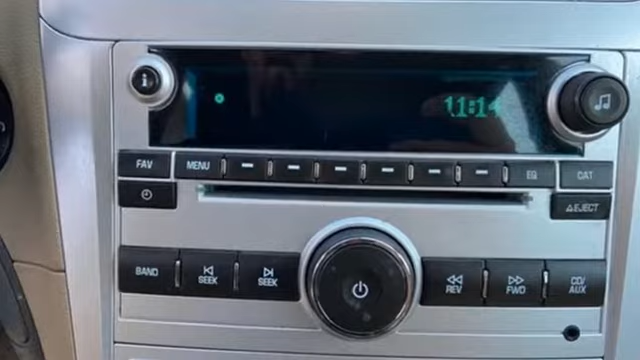 i
11:14
FAV MENU EQ CAT
⏏EJECT
BAND SEEK SEEK REV FWD CD/
AUX